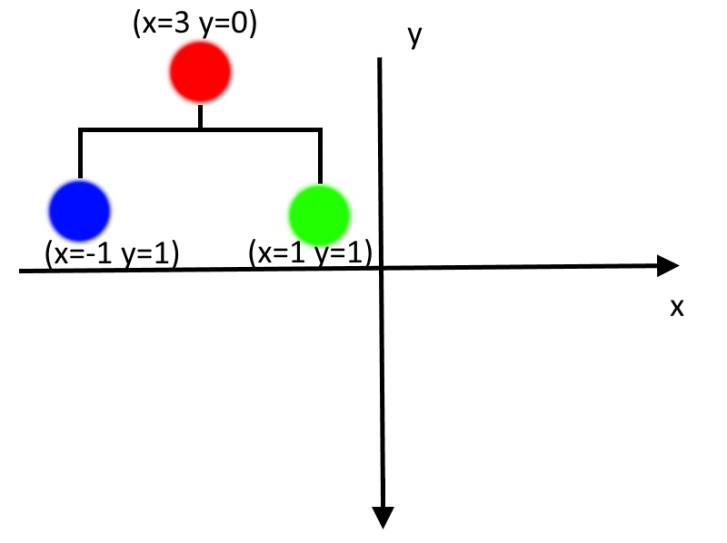 (x=3 y=0)
y
(x=-1 y=1)
(x=1 y=1)
x